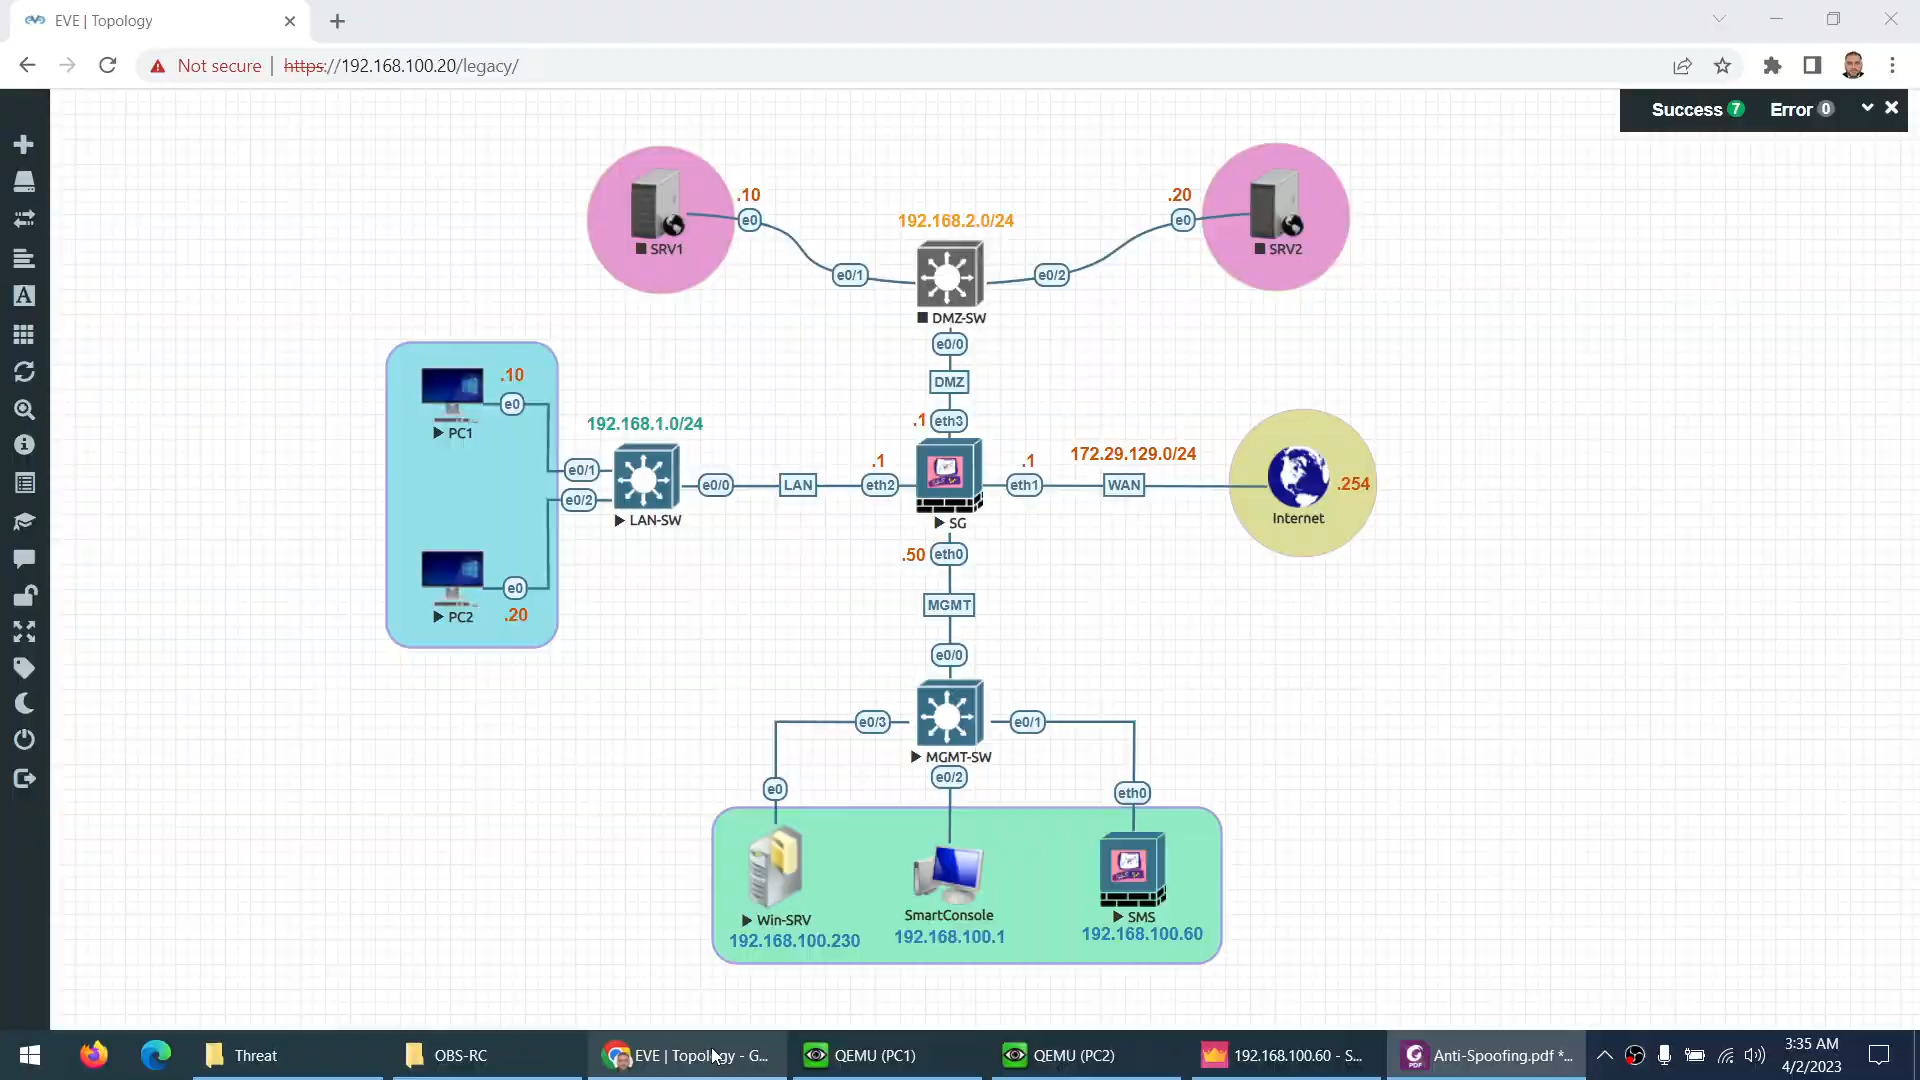 EVE | Topology
Not secure | https://192.168.100.20/legacy/
Success 7 Error 0
.10
.20
e0
192.168.2.0/24
e0
SRV1
SRV2
e0/1
e0/2
DMZ-SW
e0/0
DMZ
.10
e0
.1 eth3
192.168.1.0/24
PC1
172.29.129.0/24
.1
.1
e0/1
e0/0
LAN
eth2
eth1
WAN
.254
e0/2
LAN-SW
SG
Internet
.50 eth0
e0
MGMT
PC2
.20
e0/0
e0/3
e0/1
MGMT-SW
e0/2
e0
eth0
Win-SRV
SmartConsole
SMS
192.168.100.230
192.168.100.1
192.168.100.60
Threat
OBS-RC
EVE | Topology - G...
QEMU (PC1)
QEMU (PC2)
192.168.100.60 - S...
Anti-Spoofing.pdf *...
3:35 AM
4/2/2023